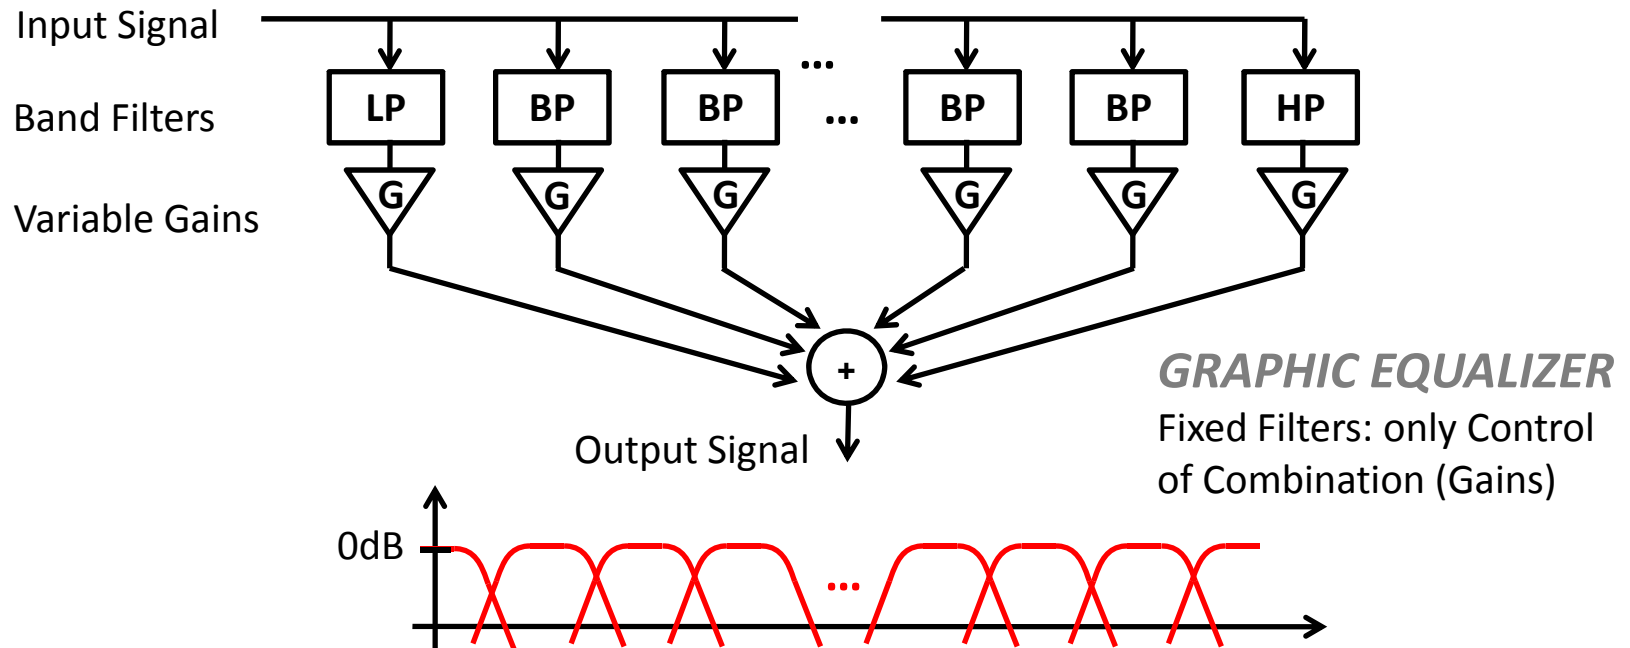 Input Signal
...
Band Filters
LP BP BP ... BP BP HP
Variable Gains
G G G G G G
+
GRAPHIC EQUALIZER
Fixed Filters: only Control
of Combination (Gains)
Output Signal
0dB
...